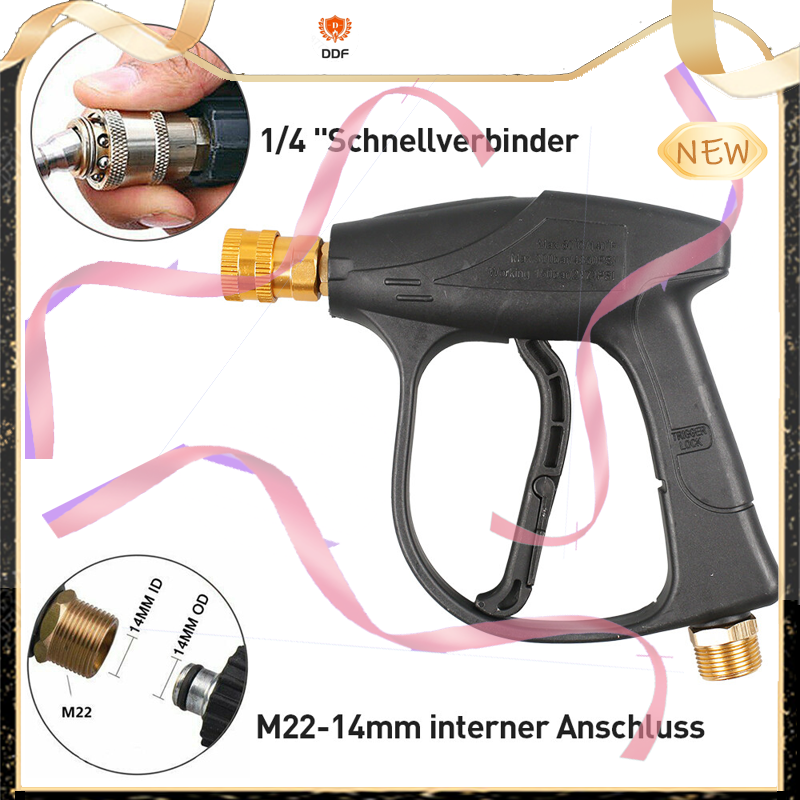 DDF
1/4 "Schnellverbinder
NEW
TRIGGER
LOCK
14MM ID
14MM OD
M22
M22-14mm interner Anschluss